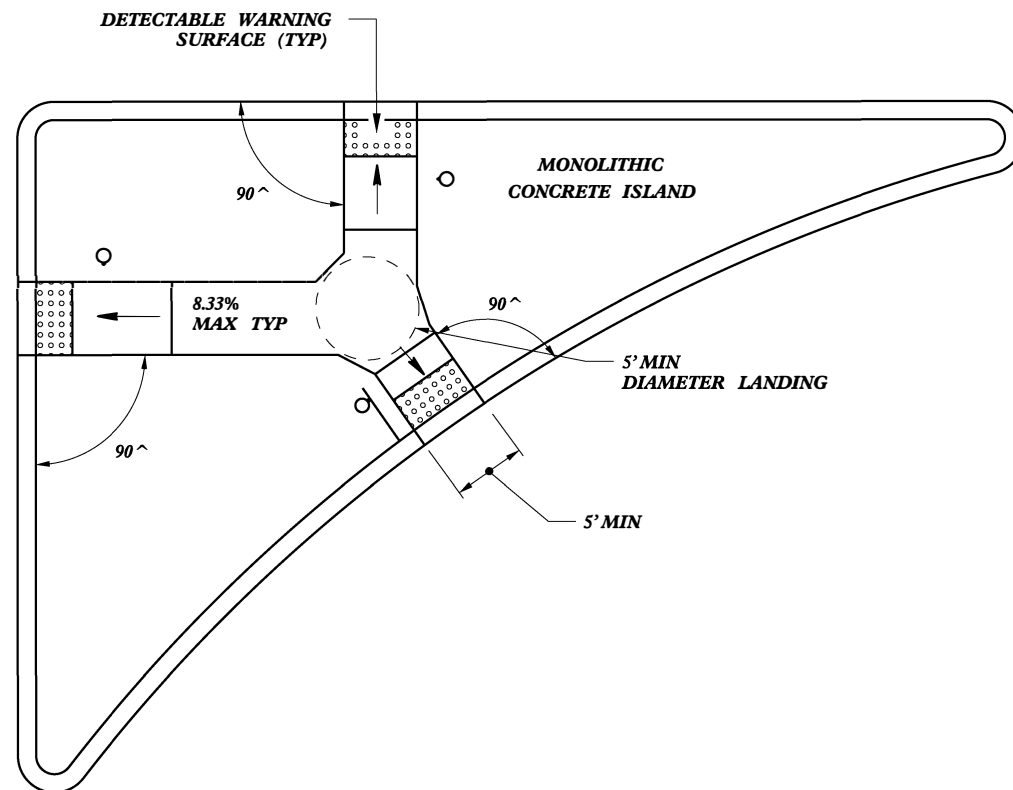 DETECTABLE WARNING
SURFACE (TYP)
MONOLITHIC
CONCRETE ISLAND
90^
8.33%
MAX TYP
90^
5' MIN
DIAMETER LANDING
90^
5' MIN